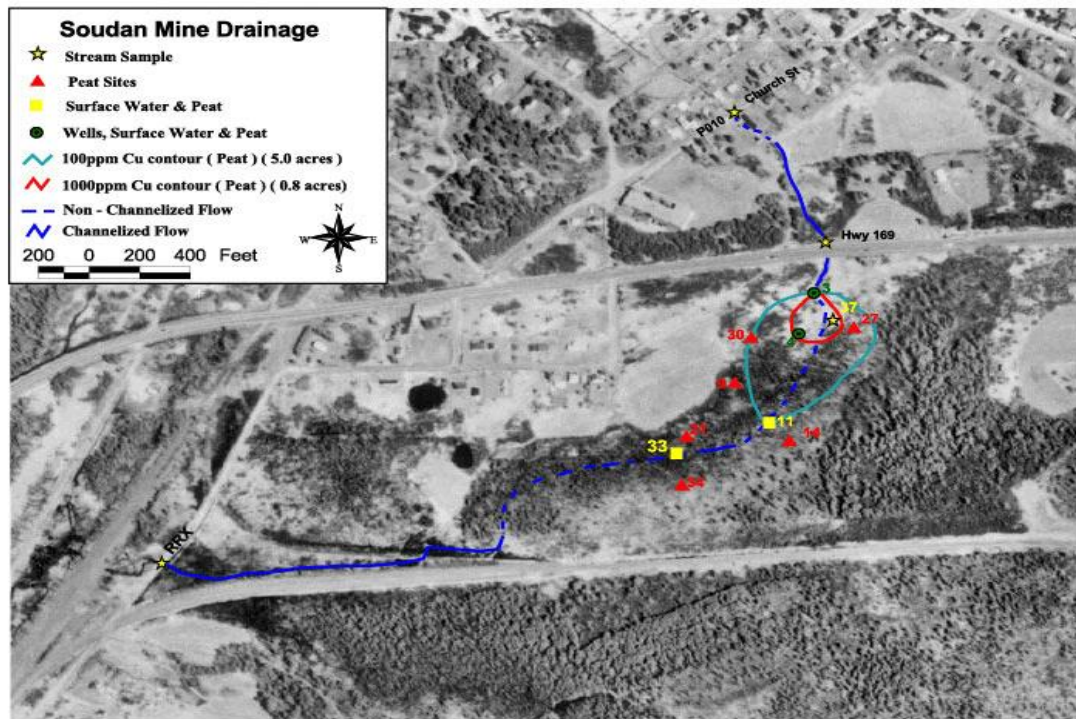 Soudan Mine Drainage
Stream Sample
Peat Sites
Surface Water & Peat
Wells, Surface Water & Peat
100ppm Cu contour ( Peat ) ( 5.0 acres )
1000ppm Cu contour ( Peat ) ( 0.8 acres)
Non - Channelized Flow
Channelized Flow
N
W E
S
200 0 200 400 Feet
P010 Church St
Hwy 169
3
37
27
30
11
14
33
34
RRX